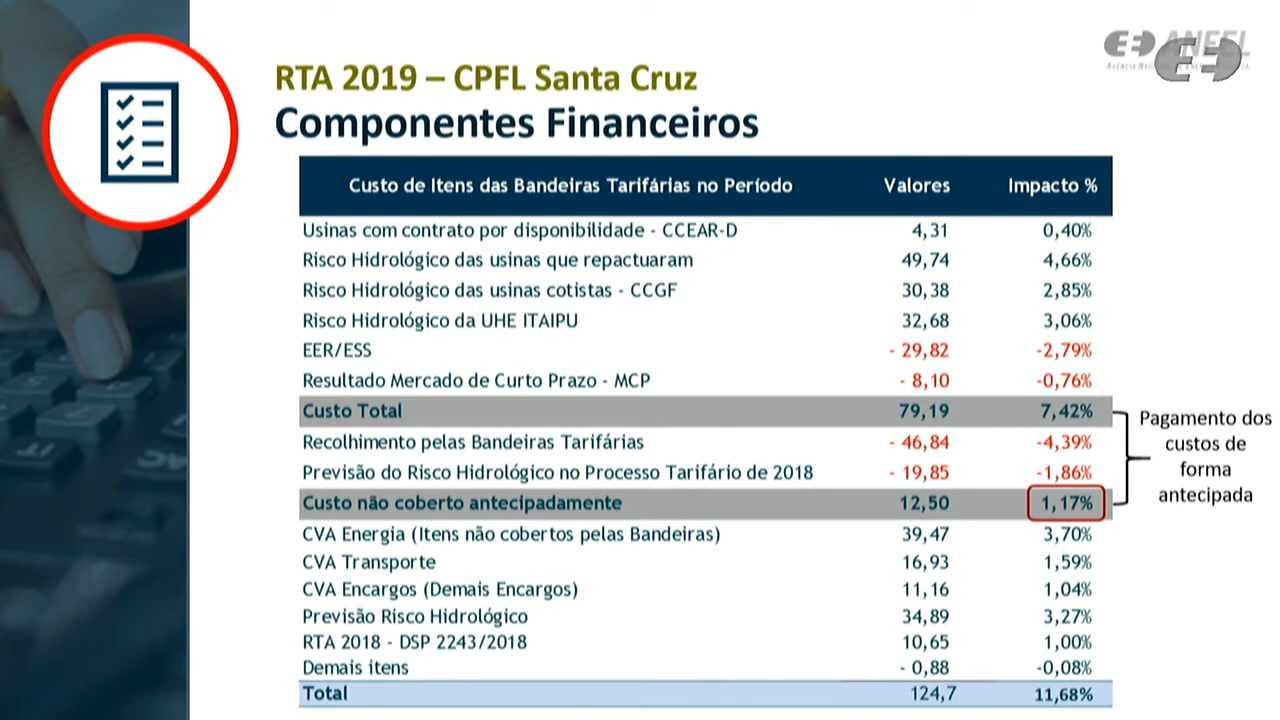 ANEEL
RTA 2019 – CPFL Santa Cruz
Componentes Financeiros
Custo de Itens das Bandeiras Tarifárias no Período Valores Impacto %
Usinas com contrato por disponibilidade - CCEAR-D 4,31 0,40%
Risco Hidrológico das usinas que repactuaram 49,74 4,66%
Risco Hidrológico das usinas cotistas - CCGF 30,38 2,85%
Risco Hidrológico da UHE ITAIPU 32,68 3,06%
EER/ESS - 29,82 -2,79%
Resultado Mercado de Curto Prazo - MCP - 8,10 -0,76%
Custo Total 79,19 7,42%
Recolhimento pelas Bandeiras Tarifárias - 46,84 -4,39%
Previsão do Risco Hidrológico no Processo Tarifário de 2018 - 19,85 -1,86%
Custo não coberto antecipadamente 12,50 1,17%
CVA Energia (Itens não cobertos pelas Bandeiras) 39,47 3,70%
CVA Transporte 16,93 1,59%
CVA Encargos (Demais Encargos) 11,16 1,04%
Previsão Risco Hidrológico 34,89 3,27%
RTA 2018 - DSP 2243/2018 10,65 1,00%
Demais itens - 0,88 -0,08%
Total 124,7 11,68%
Pagamento dos
custos de
forma
antecipada